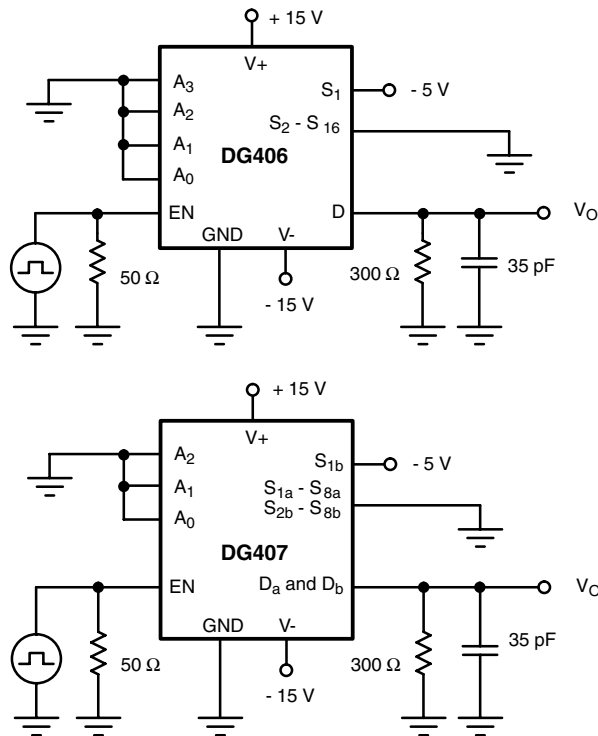 + 15 V
V+
A3
S1
- 5 V
A2
S2 - S 16
A1
DG406
A0
EN
D
VO
GND
V-
50 Ω
300 Ω
35 pF
- 15 V
+ 15 V
V+
A2
S1b
- 5 V
A1
S1a - S8a
S2b - S8b
A0
DG407
EN
Da and Db
VO
GND
V-
50 Ω
300 Ω
35 pF
- 15 V